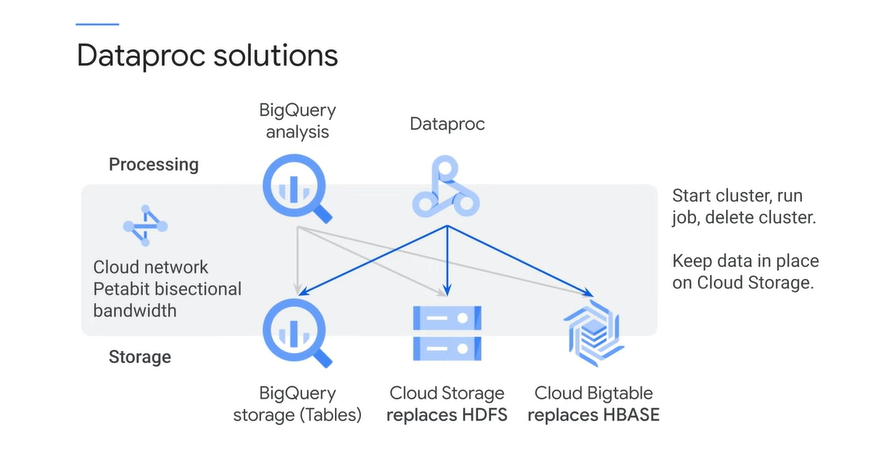 Dataproc solutions
BigQuery
analysis
Dataproc
Processing
Start cluster, run
job, delete cluster.
Cloud network
Petabit bisectional
bandwidth
Keep data in place
on Cloud Storage.
Storage
BigQuery
storage (Tables)
Cloud Storage
replaces HDFS
Cloud Bigtable
replaces HBASE